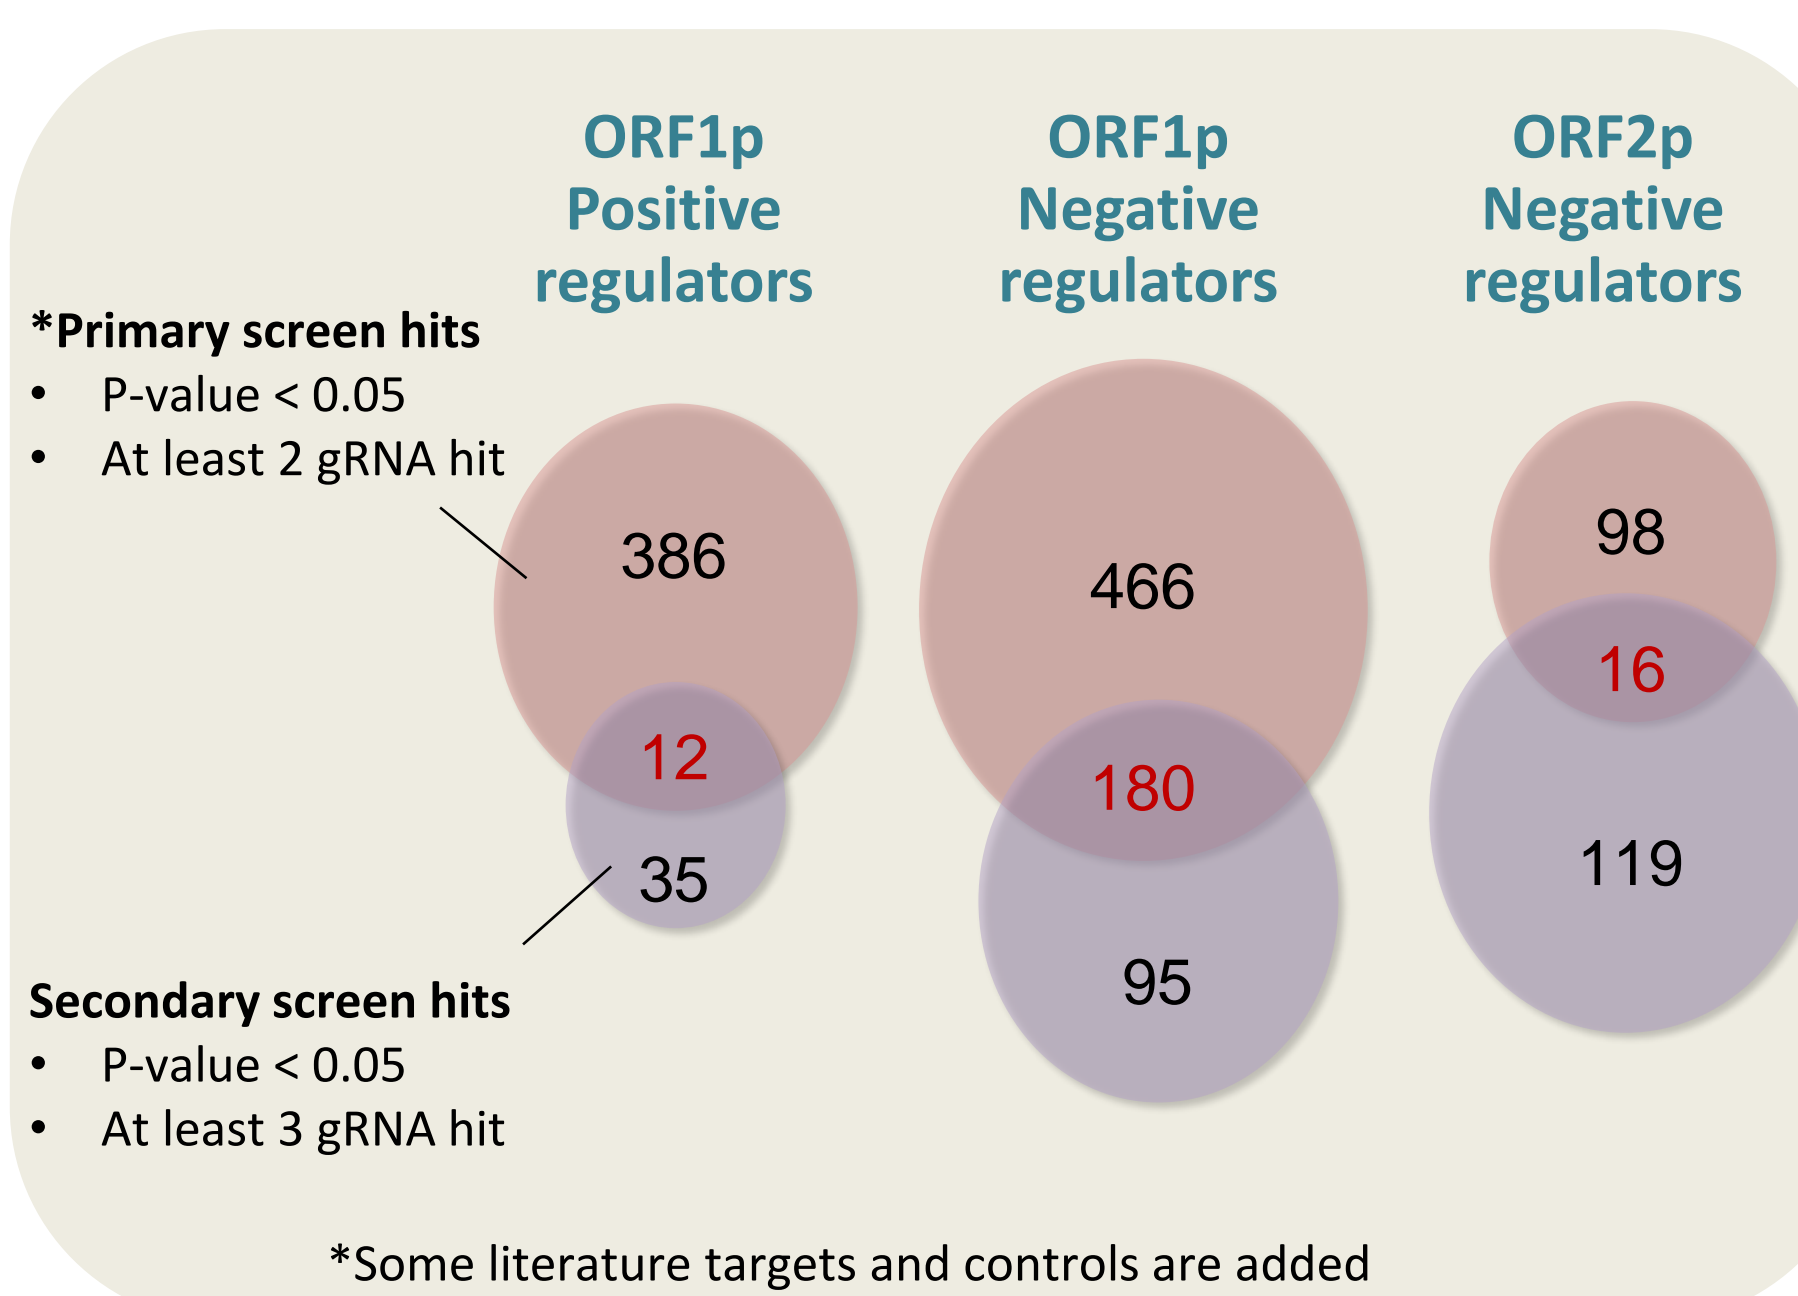 ORF1p
Positive
regulators
ORF1p
Negative
regulators
ORF2p
Negative
regulators
*Primary screen hits
• P-value < 0.05
• At least 2 gRNA hit
386
12
35
466
180
95
98
16
119
Secondary screen hits
• P-value < 0.05
• At least 3 gRNA hit
*Some literature targets and controls are added